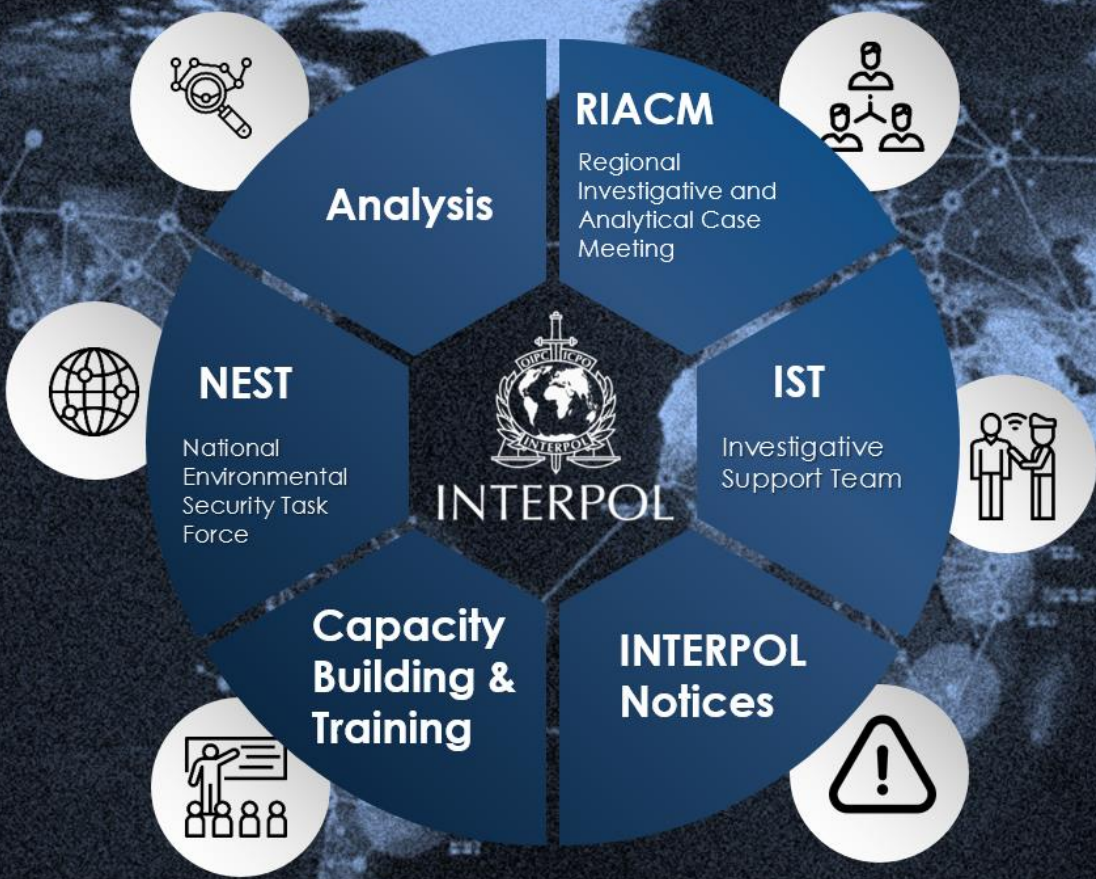 RIACM
Regional
Investigative and
Analytical Case
Meeting
Analysis
NEST
National
Environmental
Security Task
Force
OIPC ICPO
INTERPOL
INTERPOL
IST
Investigative
Support Team
Capacity
Building &
Training
INTERPOL
Notices